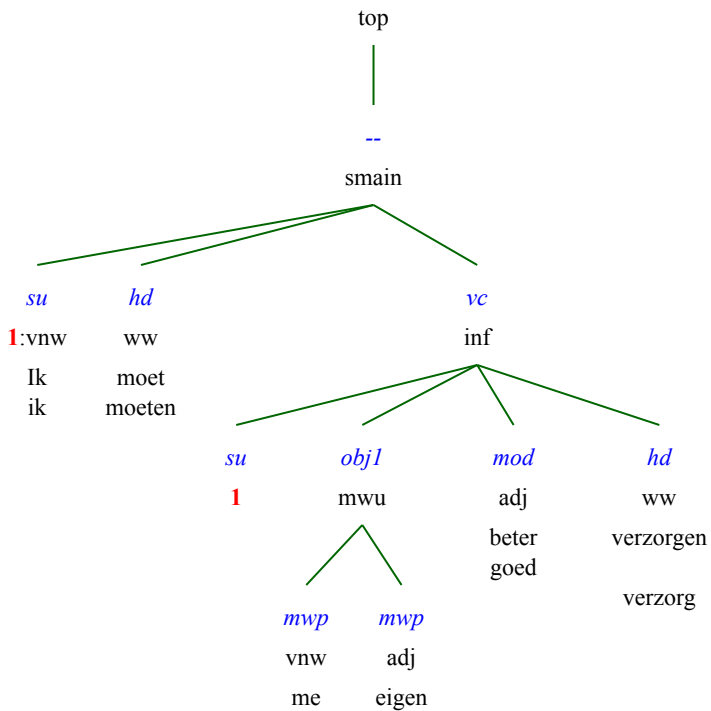 top
--
smain
su hd vc
1:vnw ww inf
Ik moet
ik moeten
su obj1 mod hd
1 mwu adj ww
beter verzorgen
goed
verzorg
mwp mwp
vnw adj
me eigen